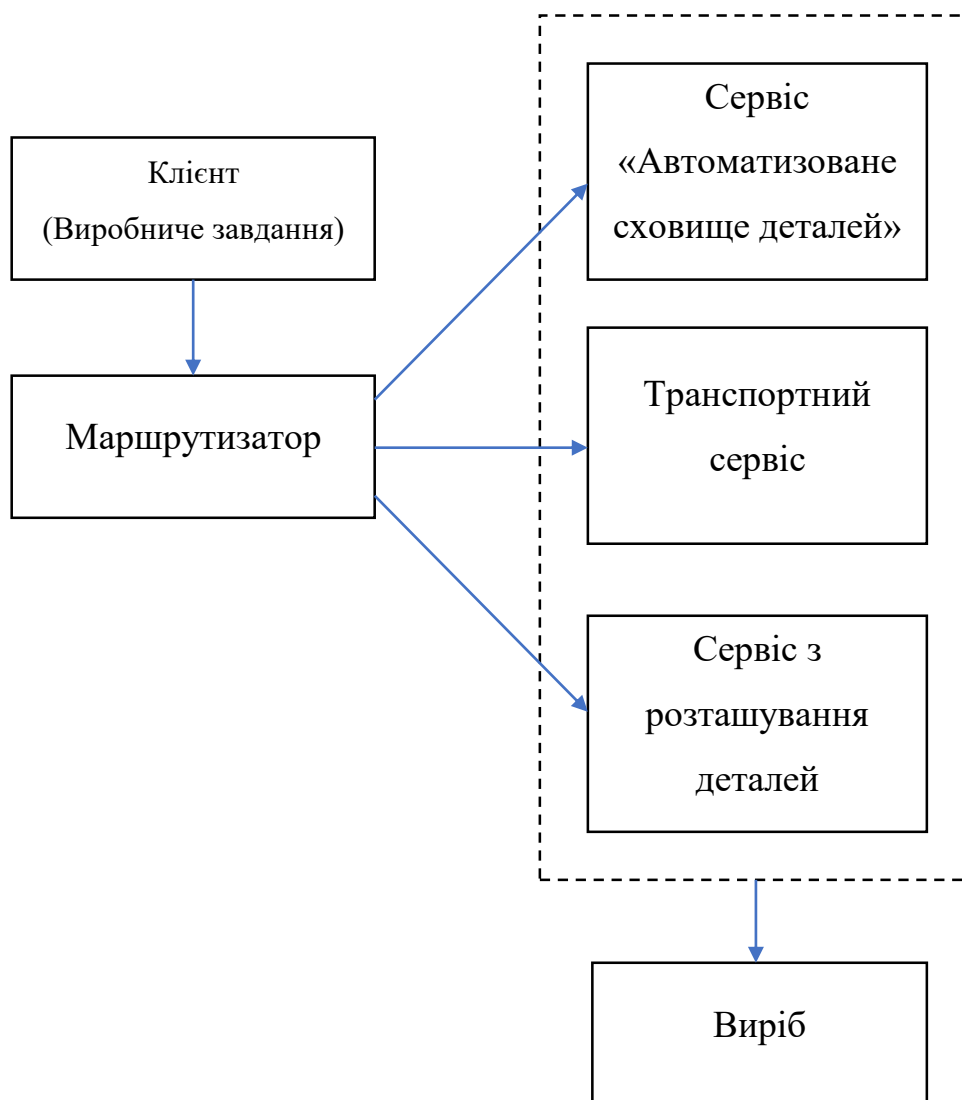 Клієнт
(Виробниче завдання)
Маршрутизатор
Сервіс
«Автоматизоване
сховище деталей»
Транспортний
сервіс
Сервіс з
розташування
деталей
Виріб